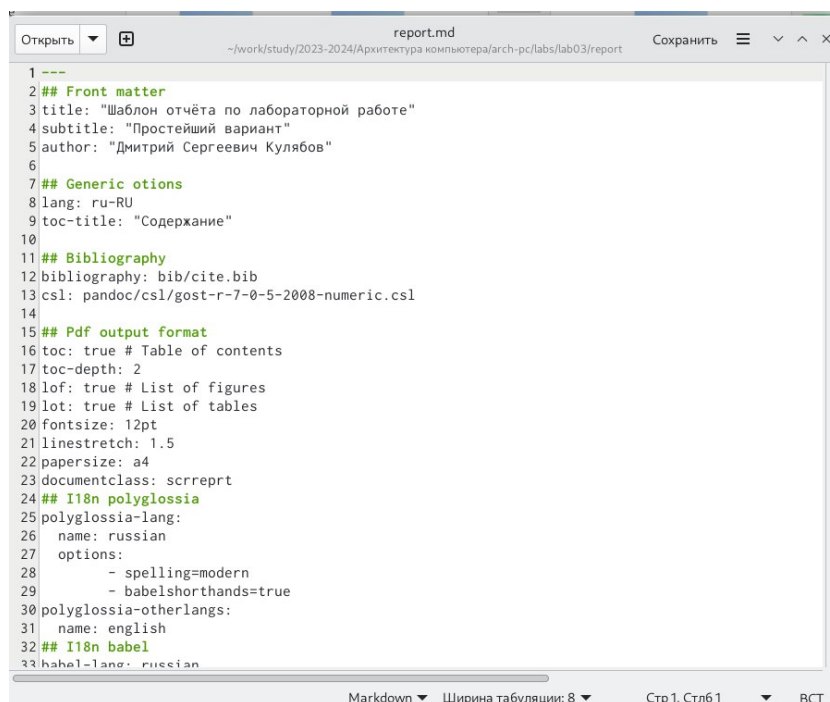 Открыть
report.md
~/work/study/2023-2024/Архитектура компьютера/arch-pc/labs/lab03/report
Сохранить
1 ---
2 ## Front matter
3 title: "Шаблон отчёта по лабораторной работе"
4 subtitle: "Простейший вариант"
5 author: "Дмитрий Сергеевич Кулябов"
6
7 ## Generic otions
8 lang: ru-RU
9 toc-title: "Содержание"
10
11 ## Bibliography
12 bibliography: bib/cite.bib
13 csl: pandoc/csl/gost-r-7-0-5-2008-numeric.csl
14
15 ## Pdf output format
16 toc: true # Table of contents
17 toc-depth: 2
18 lof: true # List of figures
19 lot: true # List of tables
20 fontsize: 12pt
21 linestretch: 1.5
22 papersize: a4
23 documentclass: scrreprt
24 ## I18n polyglossia
25 polyglossia-lang:
26   name: russian
27   options:
28         - spelling=modern
29         - babelshorthands=true
30 polyglossia-otherlangs:
31   name: english
32 ## I18n babel
33 babel-lang: russian
Markdown Ширина табуляции: 8 Стр 1, Стлб 1 ВСТ